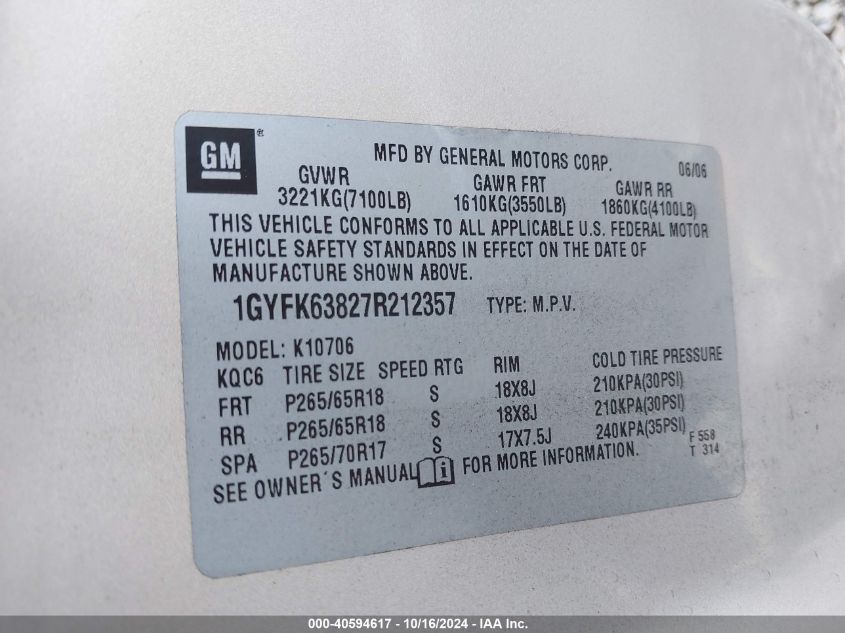 GM ®
MFD BY GENERAL MOTORS CORP. 06/06
GVWR GAWR FRT GAWR RR
3221KG(7100LB) 1610KG(3550LB) 1860KG(4100LB)
THIS VEHICLE CONFORMS TO ALL APPLICABLE U.S. FEDERAL MOTOR
VEHICLE SAFETY STANDARDS IN EFFECT ON THE DATE OF
MANUFACTURE SHOWN ABOVE.
1GYFK63827R212357 TYPE: M.P.V.
MODEL: K10706
KQC6 TIRE SIZE SPEED RTG RIM COLD TIRE PRESSURE
FRT P265/65R18 S 18X8J 210KPA(30PSI)
RR P265/65R18 S 18X8J 210KPA(30PSI)
SPA P265/70R17 S 17X7.5J 240KPA(35PSI) F 558
T 314
SEE OWNER´S MANUAL i FOR MORE INFORMATION.
000-40594617 - 10/16/2024 - IAA Inc.